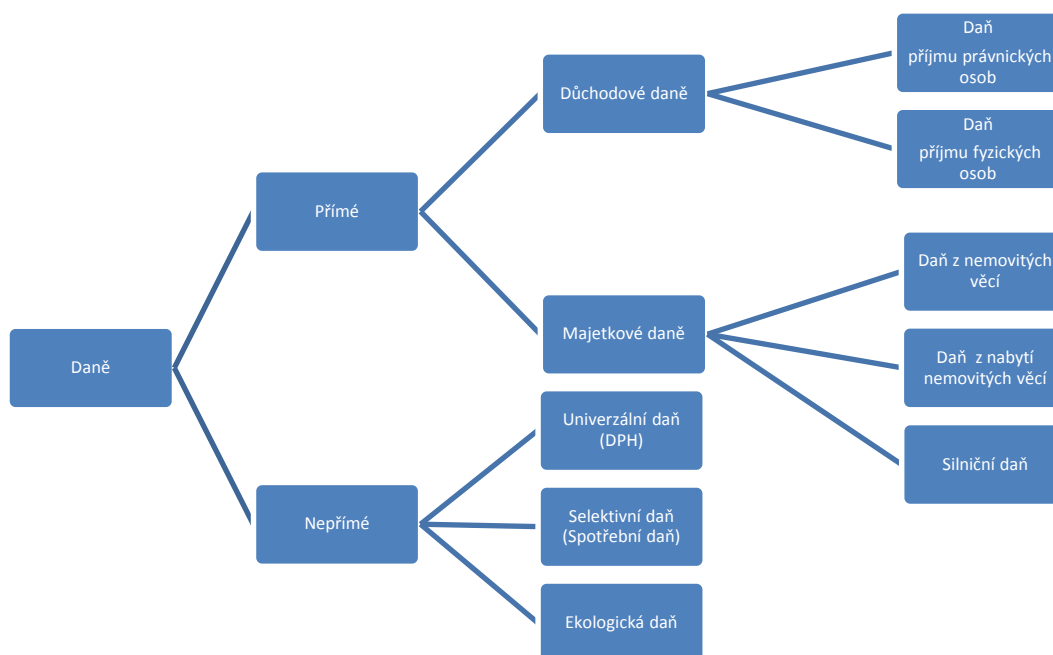 Daně
Přímé
Nepřímé
Důchodové daně
Majetkové daně
Univerzální daň
(DPH)
Selektivní daň
(Spotřební daň)
Ekologická daň
Daň
příjmu právnických
osob
Daň
příjmu fyzických
osob
Daň z nemovitých
věcí
Daň  z nabytí
nemovitých věcí
Silniční daň